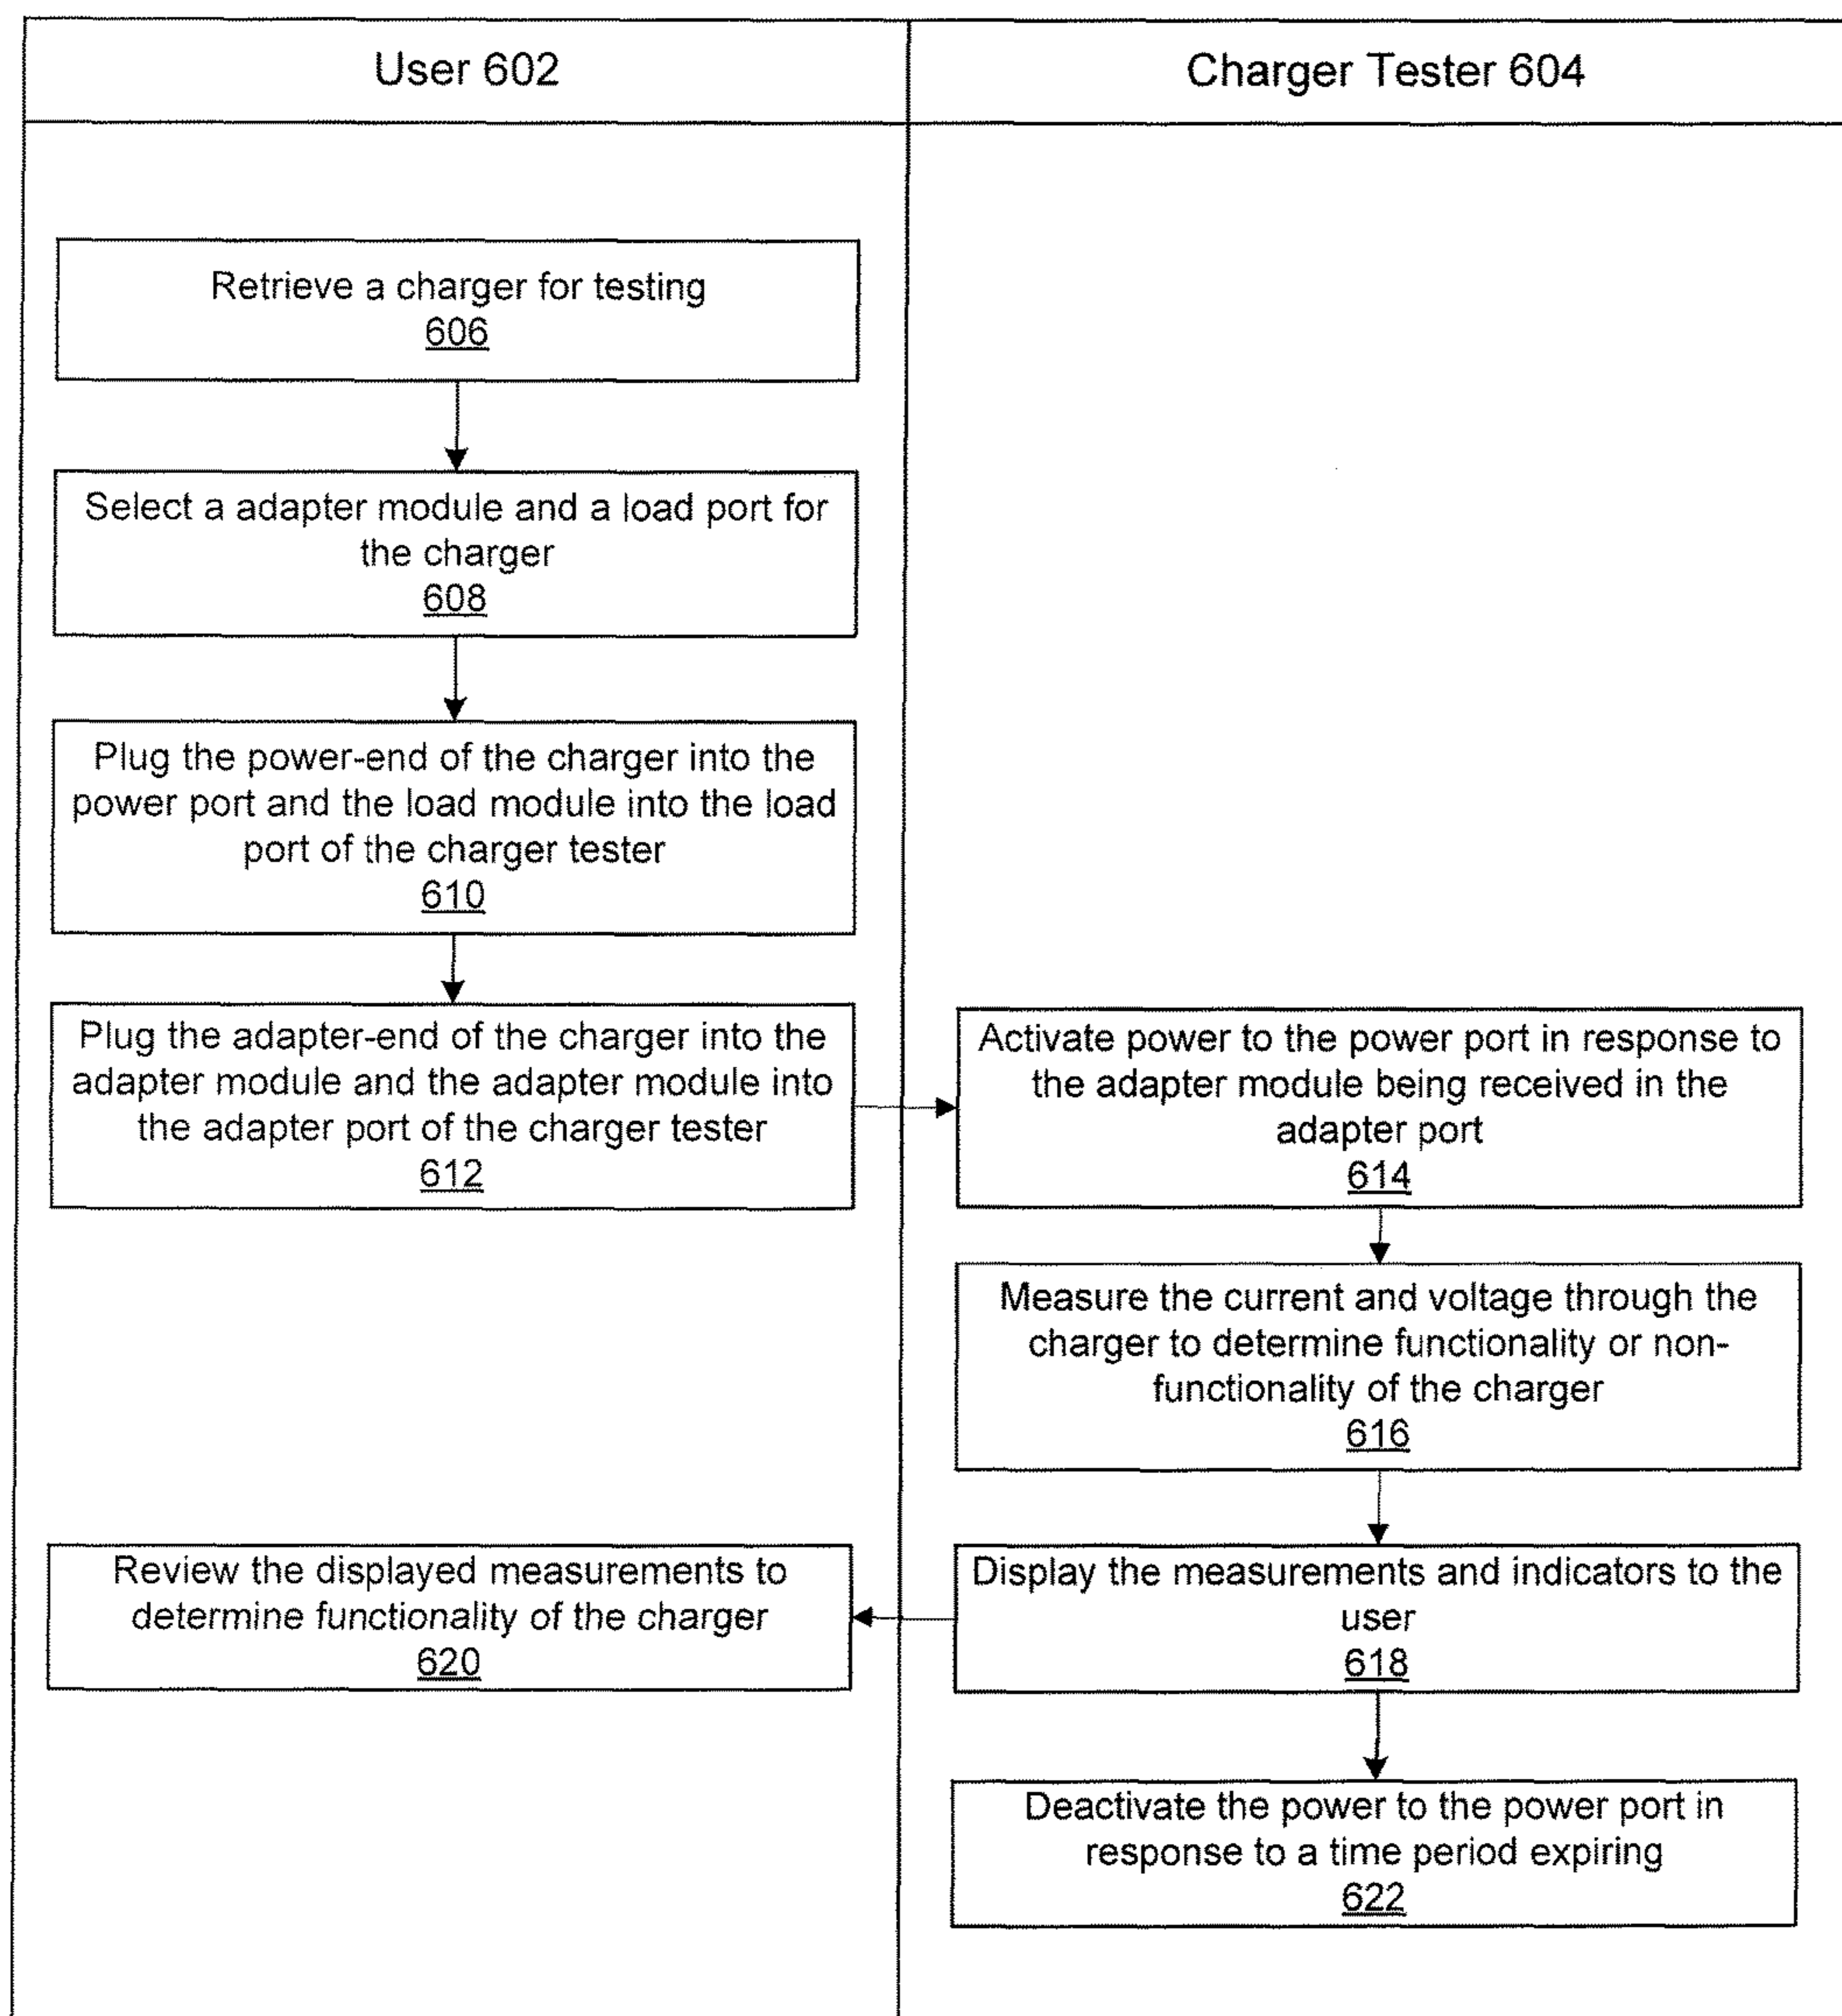 User 602
Charger Tester 604
Retrieve a charger for testing
606
Select a adapter module and a load port for
the charger
608
Plug the power-end of the charger into the
power port and the load module into the load
port of the charger tester
610
Plug the adapter-end of the charger into the
adapter module and the adapter module into
the adapter port of the charger tester
612
Activate power to the power port in response to
the adapter module being received in the
adapter port
614
Measure the current and voltage through the
charger to determine functionality or non-
functionality of the charger
616
Display the measurements and indicators to the
user
618
Review the displayed measurements to
determine functionality of the charger
620
Deactivate the power to the power port in
response to a time period expiring
622